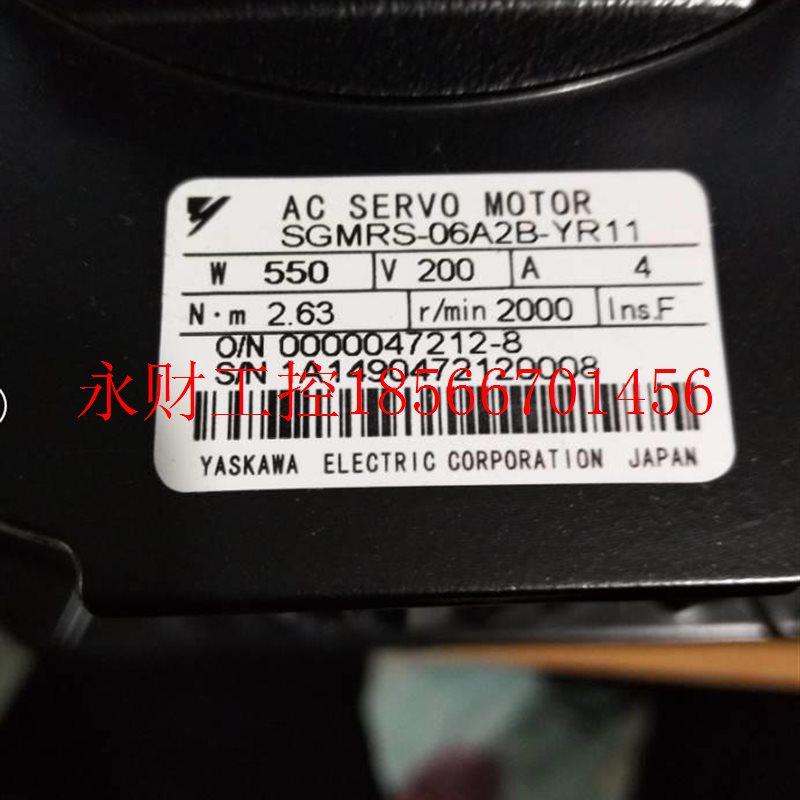 AC SERVO MOTOR
SGMRS-06A2B-YR11
W 550 V 200 A 4
N·m 2.63 r/min 2000 Ins.F
O/N 0000047212-8
S/N 1A1490472120008
永财工控18566701456
YASKAWA ELECTRIC CORPORATION JAPAN